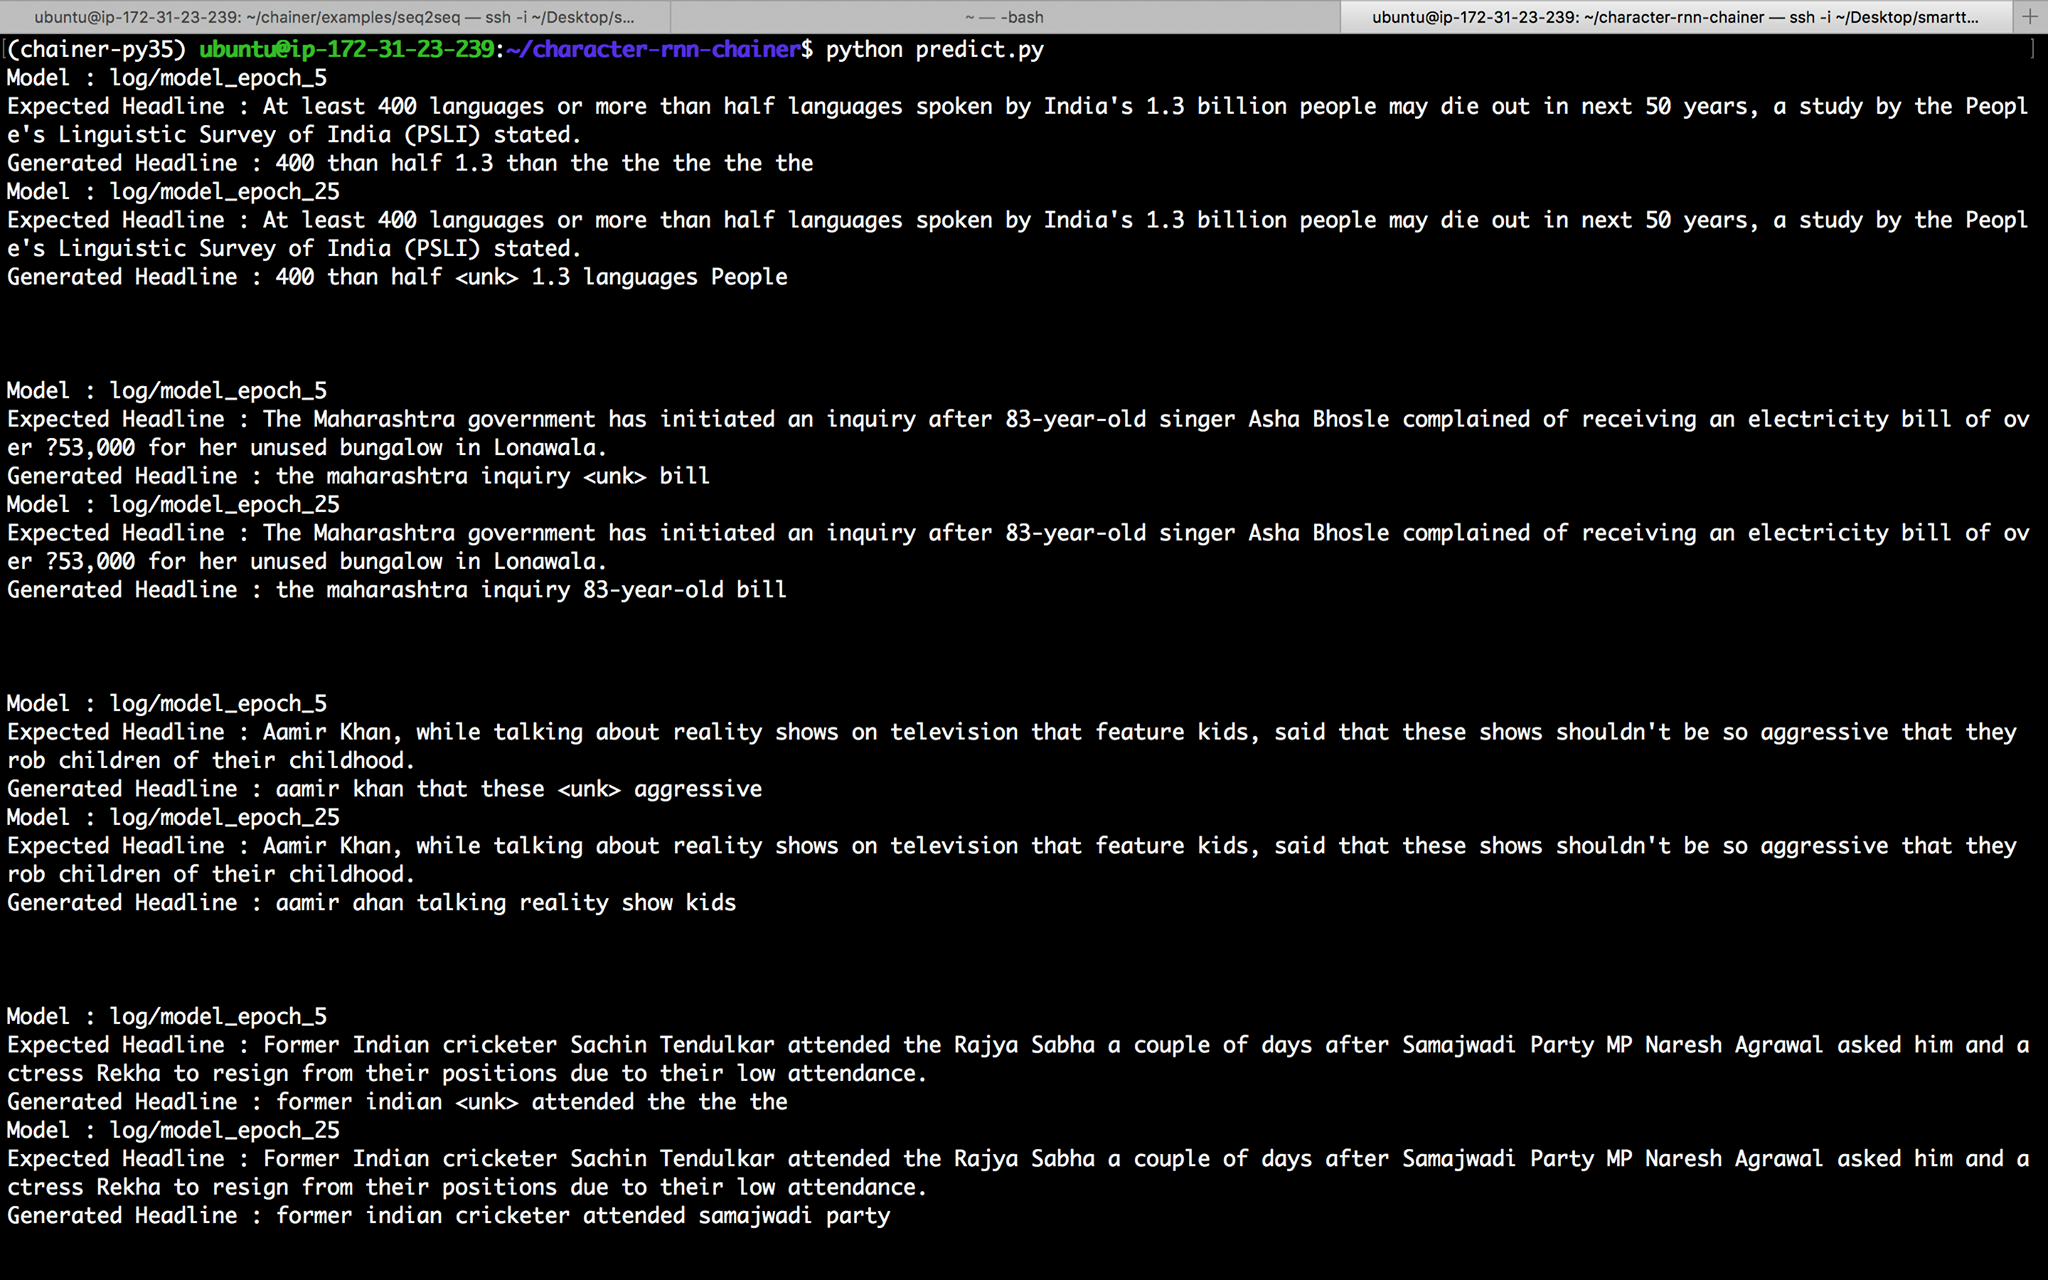 ubuntu@ip-172-31-23-239: ~/chainer/examples/seq2seq — ssh -i ~/Desktop/s...
~ — -bash
ubuntu@ip-172-31-23-239: ~/character-rnn-chainer — ssh -i ~/Desktop/smartt...
+
[(chainer-py35) ubuntu@ip-172-31-23-239:~/character-rnn-chainer$ python predict.py ]
Model : log/model_epoch_5
Expected Headline : At least 400 languages or more than half languages spoken by India's 1.3 billion people may die out in next 50 years, a study by the Peopl
e's Linguistic Survey of India (PSLI) stated.
Generated Headline : 400 than half 1.3 than the the the the the
Model : log/model_epoch_25
Expected Headline : At least 400 languages or more than half languages spoken by India's 1.3 billion people may die out in next 50 years, a study by the Peopl
e's Linguistic Survey of India (PSLI) stated.
Generated Headline : 400 than half <unk> 1.3 languages People
Model : log/model_epoch_5
Expected Headline : The Maharashtra government has initiated an inquiry after 83-year-old singer Asha Bhosle complained of receiving an electricity bill of ov
er ?53,000 for her unused bungalow in Lonawala.
Generated Headline : the maharashtra inquiry <unk> bill
Model : log/model_epoch_25
Expected Headline : The Maharashtra government has initiated an inquiry after 83-year-old singer Asha Bhosle complained of receiving an electricity bill of ov
er ?53,000 for her unused bungalow in Lonawala.
Generated Headline : the maharashtra inquiry 83-year-old bill
Model : log/model_epoch_5
Expected Headline : Aamir Khan, while talking about reality shows on television that feature kids, said that these shows shouldn't be so aggressive that they
rob children of their childhood.
Generated Headline : aamir khan that these <unk> aggressive
Model : log/model_epoch_25
Expected Headline : Aamir Khan, while talking about reality shows on television that feature kids, said that these shows shouldn't be so aggressive that they
rob children of their childhood.
Generated Headline : aamir ahan talking reality show kids
Model : log/model_epoch_5
Expected Headline : Former Indian cricketer Sachin Tendulkar attended the Rajya Sabha a couple of days after Samajwadi Party MP Naresh Agrawal asked him and a
ctress Rekha to resign from their positions due to their low attendance.
Generated Headline : former indian <unk> attended the the the
Model : log/model_epoch_25
Expected Headline : Former Indian cricketer Sachin Tendulkar attended the Rajya Sabha a couple of days after Samajwadi Party MP Naresh Agrawal asked him and a
ctress Rekha to resign from their positions due to their low attendance.
Generated Headline : former indian cricketer attended samajwadi party